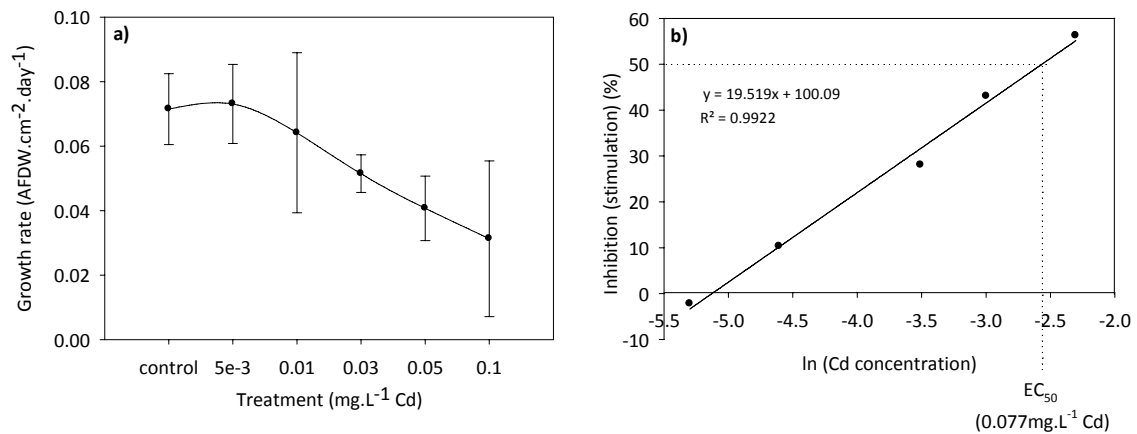 a)
Growth rate (AFDW.cm-2.day-1)
0.10
0.08
0.06
0.04
0.02
0.00
control 5e-3 0.01 0.03 0.05 0.1
Treatment (mg.L-1 Cd)
b)
Inhibition (stimulation) (%)
60
50
40
30
20
10
0
-10
y = 19.519x + 100.09
R² = 0.9922
-5.5 -5.0 -4.5 -4.0 -3.5 -3.0 -2.5 -2.0
ln (Cd concentration)
EC50
(0.077mg.L-1 Cd)